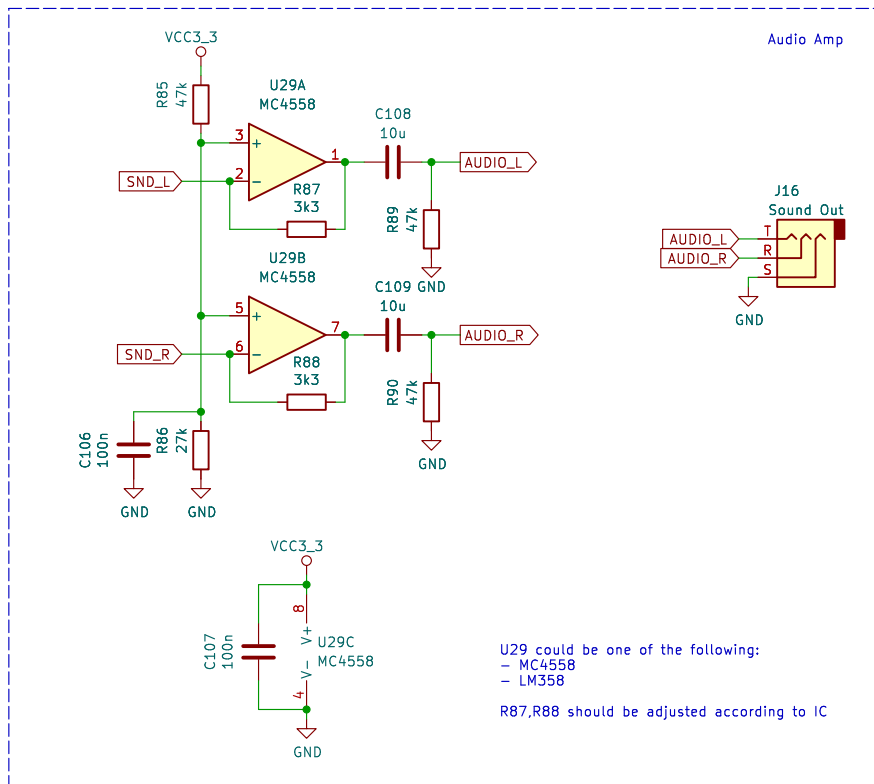 Audio Amp
VCC3_3
R85
47k
U29A
MC4558
3
+
2
-
1
SND_L
R87
3k3
C108
10u
AUDIO_L
R89
47k
GND
U29B
MC4558
5
+
6
-
7
SND_R
R88
3k3
C109
10u
AUDIO_R
R90
47k
GND
C106
100n
R86
27k
GND
GND
J16
Sound Out
AUDIO_L
T
AUDIO_R
R
S
GND
VCC3_3
8
V+
U29C
MC4558
V-
4
C107
100n
GND
U29 could be one of the following:
- MC4558
- LM358
R87,R88 should be adjusted according to IC